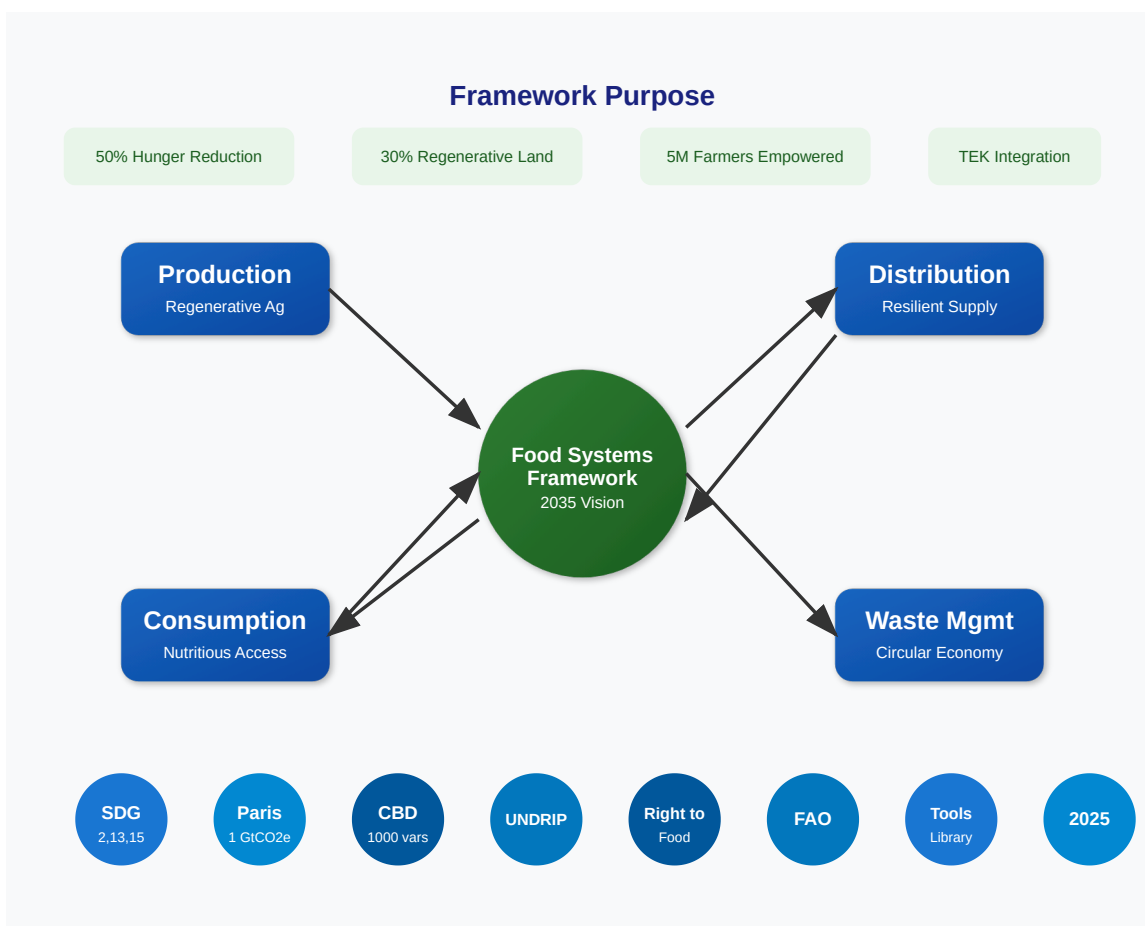 Framework Purpose
50% Hunger Reduction
30% Regenerative Land
5M Farmers Empowered
TEK Integration
Production
Regenerative Ag
Distribution
Resilient Supply
Food Systems
Framework
2035 Vision
Consumption
Nutritious Access
Waste Mgmt
Circular Economy
SDG
2,13,15
Paris
1 GtCO2e
CBD
1000 vars
UNDRIP
Right to
Food
FAO
Tools
Library
2025